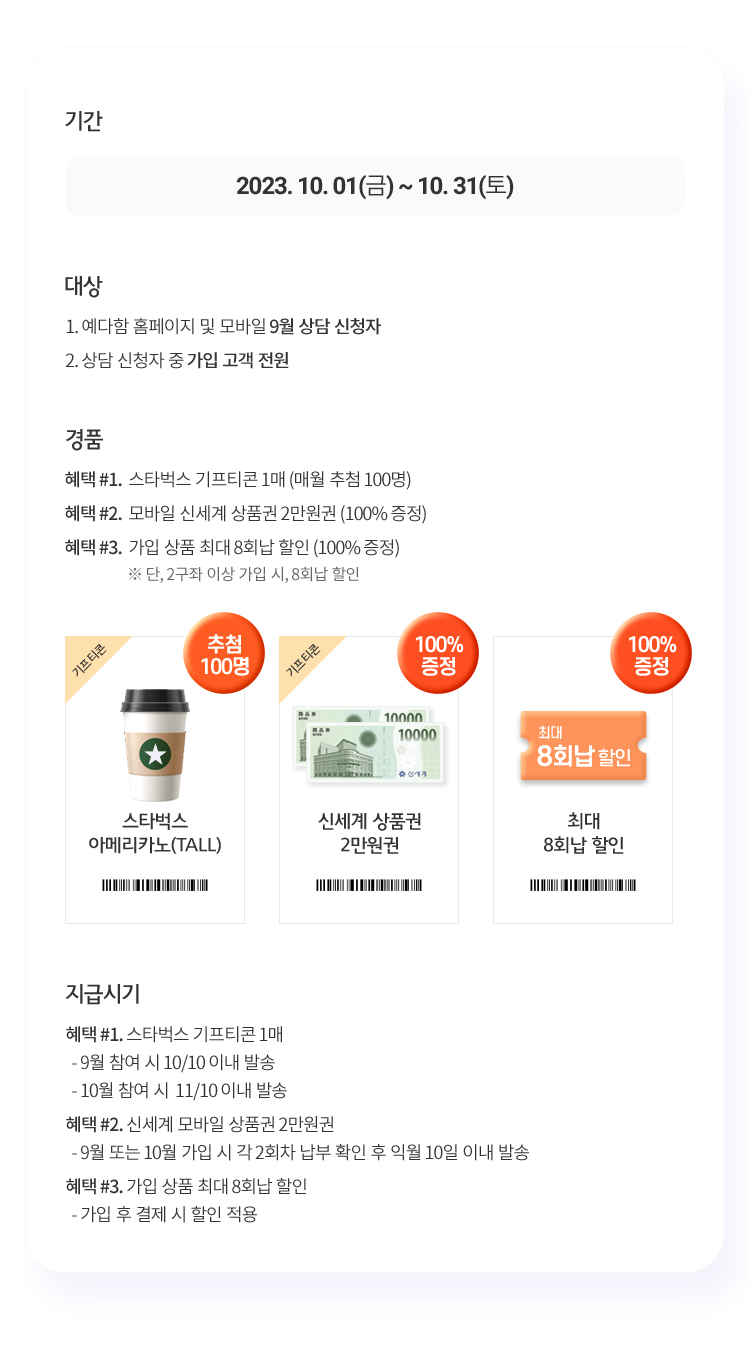 기간
2023. 10. 01(금) ~ 10. 31(토)
대상
1. 예다함 홈페이지 및 모바일 9월 상담 신청자
2. 상담 신청자 중 가입 고객 전원
경품
혜택 #1. 스타벅스 기프티콘 1매 (매월 추첨 100명)
혜택 #2. 모바일 신세계 상품권 2만원권 (100% 증정)
혜택 #3. 가입 상품 최대 8회납 할인 (100% 증정)
※ 단, 2구좌 이상 가입 시, 8회납 할인
기프티콘
추첨
100명
스타벅스
아메리카노(TALL)
기프티콘
100%
증정
商品券
10000
商品券
10000
신세계
신세계 상품권
2만원권
100%
증정
최대
8회납 할인
최대
8회납 할인
지급시기
혜택 #1. 스타벅스 기프티콘 1매
- 9월 참여 시 10/10 이내 발송
- 10월 참여 시 11/10 이내 발송
혜택 #2. 신세계 모바일 상품권 2만원권
- 9월 또는 10월 가입 시 각 2회차 납부 확인 후 익월 10일 이내 발송
혜택 #3. 가입 상품 최대 8회납 할인
- 가입 후 결제 시 할인 적용